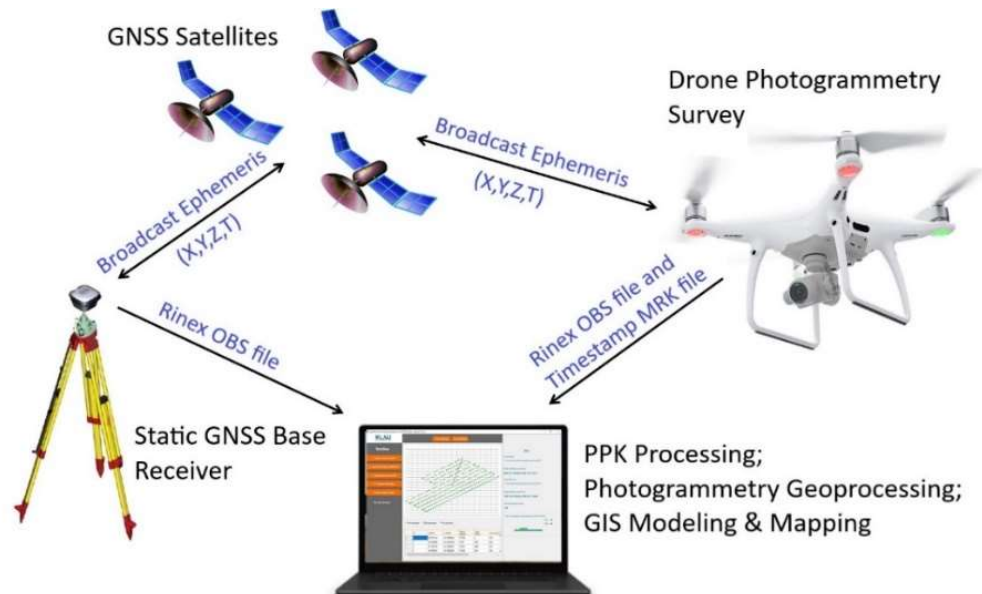 GNSS Satellites
Drone Photogrammetry
Survey
Broadcast Ephemeris
(X,Y,Z,T)
Broadcast Ephemeris
(X,Y,Z,T)
Rinex OBS file
Rinex OBS file and
Timestamp MRK file
Static GNSS Base
Receiver
KLAU
PPK Processing;
Photogrammetry Geoprocessing;
GIS Modeling & Mapping